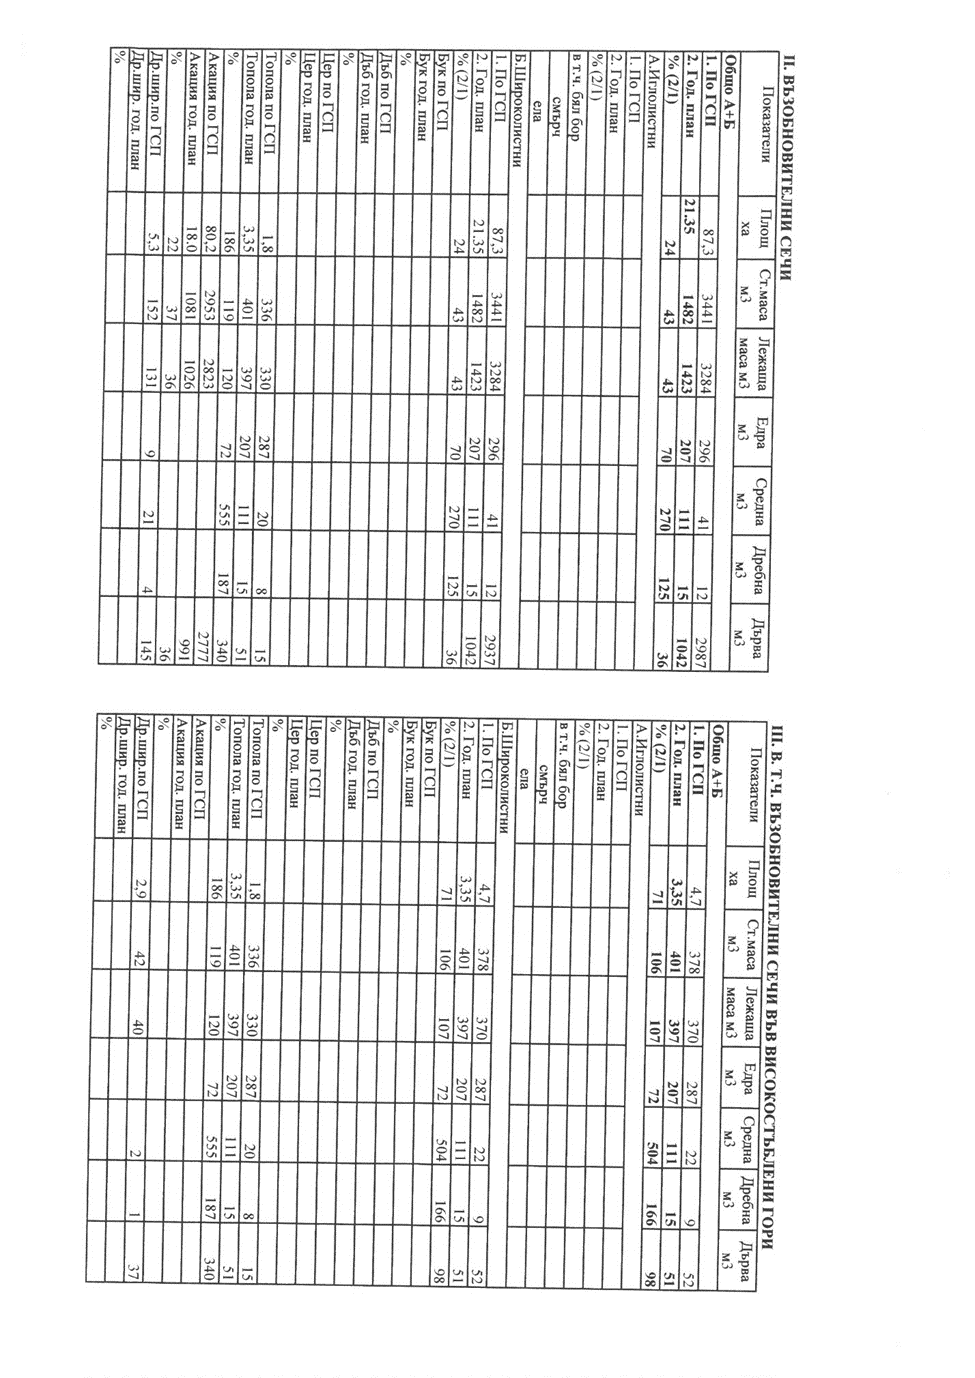 II. ВЪЗОБНОВИТЕЛНИ СЕЧИ
Показатели Площ ха Ст.маса м3 Лежаща маса м3 Едра м3 Средна м3 Дребна м3 Дърва м3
Общо А+Б
1. По ГСП 87,3 3441 3284 296 41 12 2987
2. Год. план 21.35 1482 1423 207 111 15 1042
% (2/1) 24 43 43 70 270 125 36
А.Иглолистни
1. По ГСП
2. Год. план
% (2/1)
в т.ч. бял бор
смърч
ела
Б.Широколистни
1. По ГСП 87,3 3441 3284 296 41 12 2937
2. Год. план 21.35 1482 1423 207 111 15 1042
% (2/1) 24 43 43 70 270 125 36
Бук по ГСП
Бук год. план
%
Дъб по ГСП
Дъб год. план
%
Цер по ГСП
Цер год. план
%
Топола по ГСП 1,8 336 330 287 20 8 15
Топола год. план 3,35 401 397 207 111 15 51
% 186 119 120 72 555 187 340
Акация по ГСП 80,2 2953 2823 2777
Акация год. план 18.0 1081 1026 991
% 22 37 36 36
Др.шир.по ГСП 5,3 152 131 9 21 4 145
Др.шир. год. план
%
III. В. Т.Ч. ВЪЗОБНОВИТЕЛНИ СЕЧИ ВЪВ ВИСОКОСТЪБЛЕНИ ГОРИ
Показатели Площ ха Ст.маса м3 Лежаща маса м3 Едра м3 Средна м3 Дребна м3 Дърва м3
Общо А+Б
1. По ГСП 4,7 378 370 287 22 9 52
2. Год. план 3,35 401 397 207 111 15 51
% (2/1) 71 106 107 72 504 166 98
А.Иглолистни
1. По ГСП
2. Год. план
% (2/1)
в т.ч. бял бор
смърч
ела
Б.Широколистни
1. По ГСП 4,7 378 370 287 22 9 52
2. Год. план 3,35 401 397 207 111 15 51
% (2/1) 71 106 107 72 504 166 98
Бук по ГСП
Бук год. план
%
Дъб по ГСП
Дъб год. план
%
Цер по ГСП
Цер год. план
%
Топола по ГСП 1,8 336 330 287 20 8 15
Топола год. план 3,35 401 397 207 111 15 51
% 186 119 120 72 555 187 340
Акация по ГСП
Акация год. план
%
Др.шир.по ГСП 2,9 42 40 2 1 37
Др.шир. год. план
%